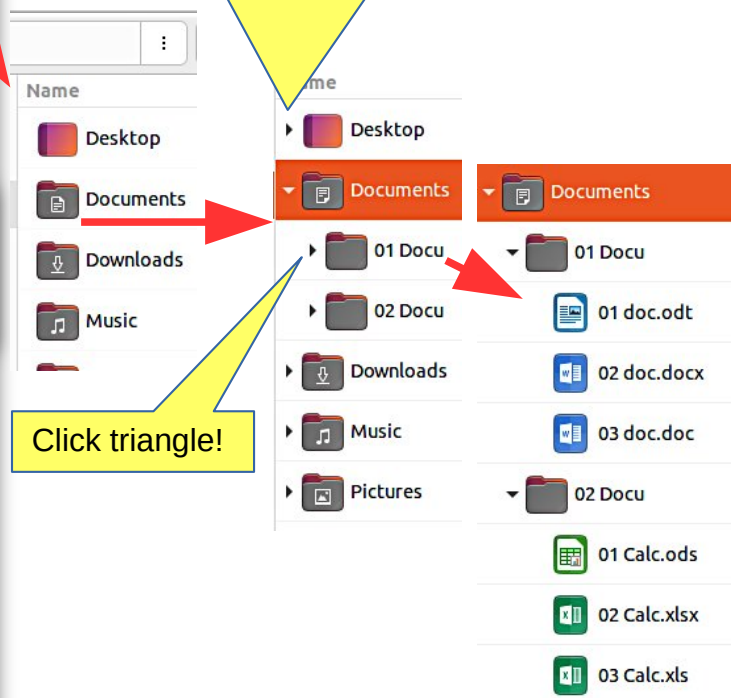 Name
Desktop
Documents
Downloads
Music
Desktop
Documents
01 Docu
02 Docu
Downloads
Music
Pictures
Click triangle!
Documents
01 Docu
01 doc.odt
02 doc.docx
03 doc.doc
02 Docu
01 Calc.ods
02 Calc.xlsx
03 Calc.xls